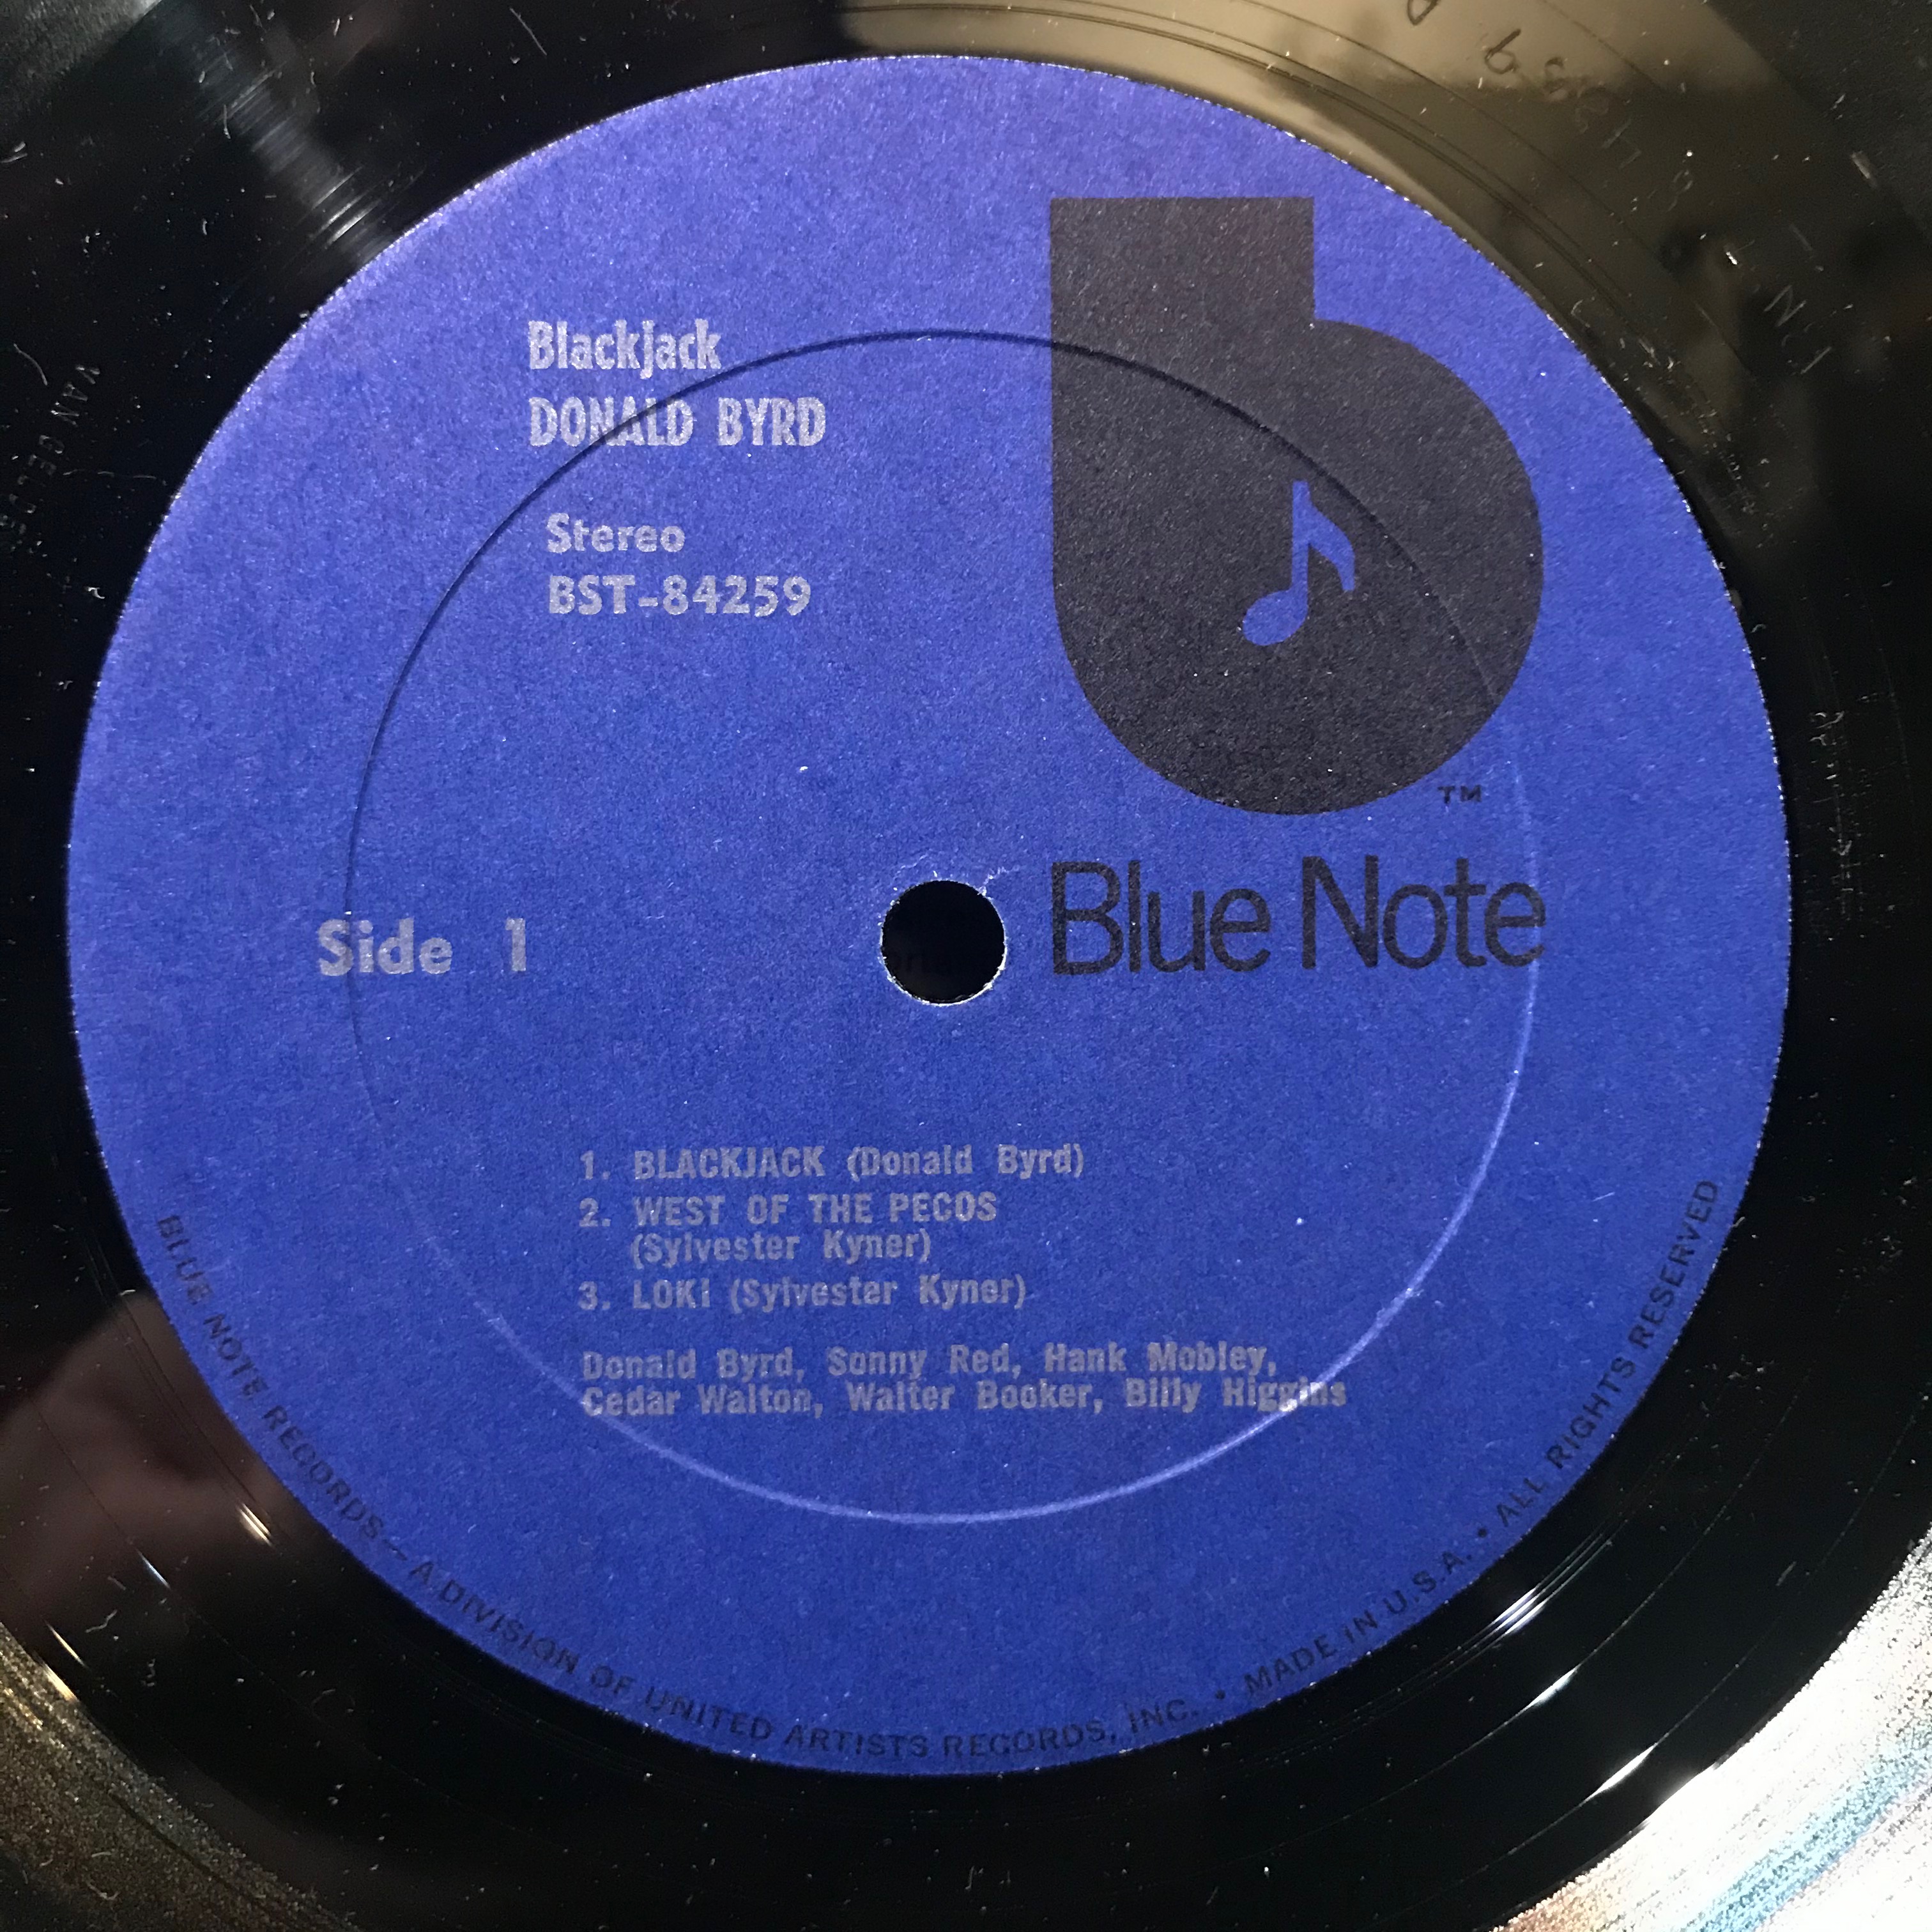 Blackjack
DONALD BYRD
Stereo
BST-84259
TM
Blue Note
Side 1
1. BLACKJACK (Donald Byrd)
2. WEST OF THE PECOS
(Sylvester Kyner)
3. LOKI (Sylvester Kyner)
Donald Byrd, Sonny Red, Hank Mobley,
Cedar Walton, Walter Booker, Billy Higgins
BLUE NOTE RECORDS—A DIVISION OF UNITED ARTISTS RECORDS, INC. • MADE IN U.S.A. • ALL RIGHTS RESERVED
VAN